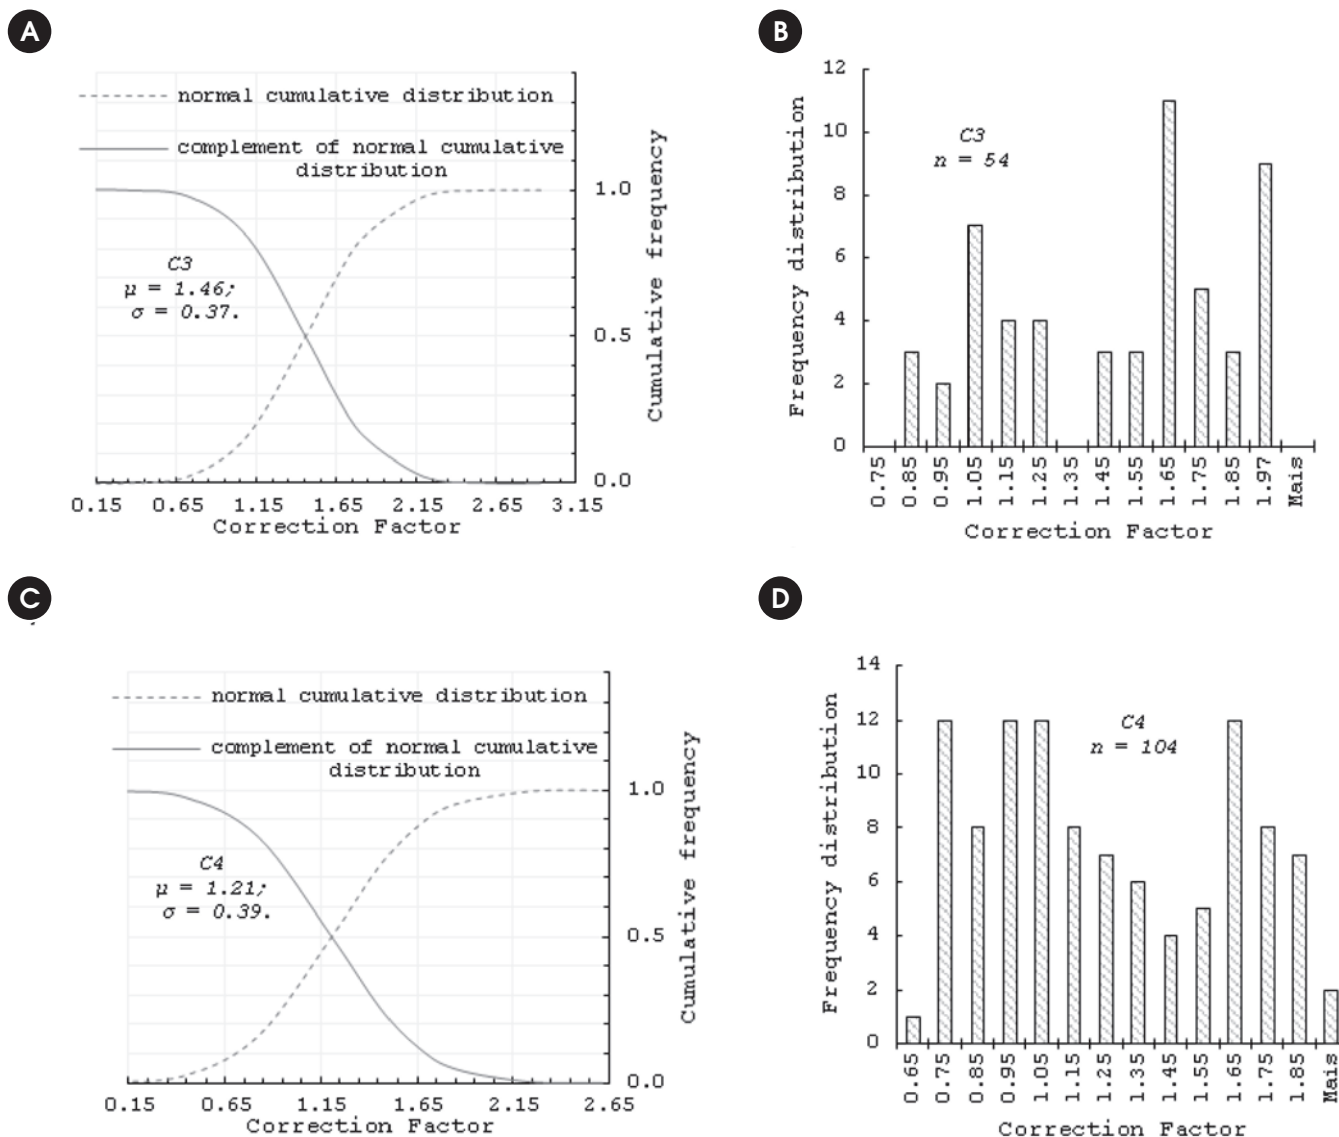 A
normal cumulative distribution
complement of normal cumulative
distribution
C3
μ = 1.46;
σ = 0.37.
1.0
0.5
0.0
Cumulative frequency
0.15 0.65 1.15 1.65 2.15 2.65 3.15
Correction Factor
B
12
10
8
6
4
2
0
Frequency distribution
C3
n = 54
0.75 0.85 0.95 1.05 1.15 1.25 1.35 1.45 1.55 1.65 1.75 1.85 1.97 Mais
Correction Factor
C
normal cumulative distribution
complement of normal cumulative
distribution
C4
μ = 1.21;
σ = 0.39.
1.0
0.5
0.0
Cumulative frequency
0.15 0.65 1.15 1.65 2.15 2.65
Correction Factor
D
14
12
10
8
6
4
2
0
Frequency distribution
C4
n = 104
0.65 0.75 0.85 0.95 1.05 1.15 1.25 1.35 1.45 1.55 1.65 1.75 1.85 Mais
Correction Factor